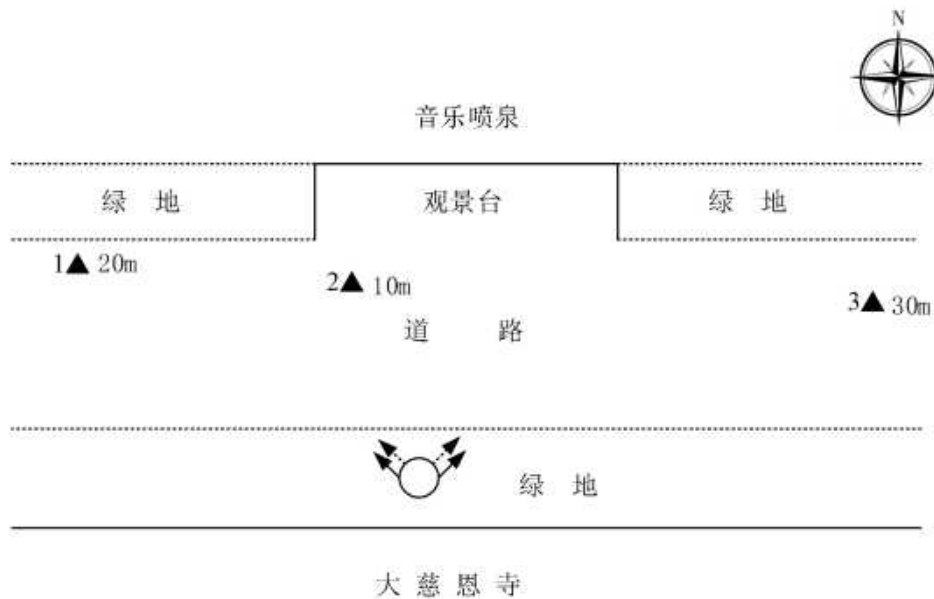 N
音乐喷泉
绿 地 观景台 绿 地
1▲ 20m
2▲ 10m
3▲ 30m
道 路
绿 地
大慈恩寺